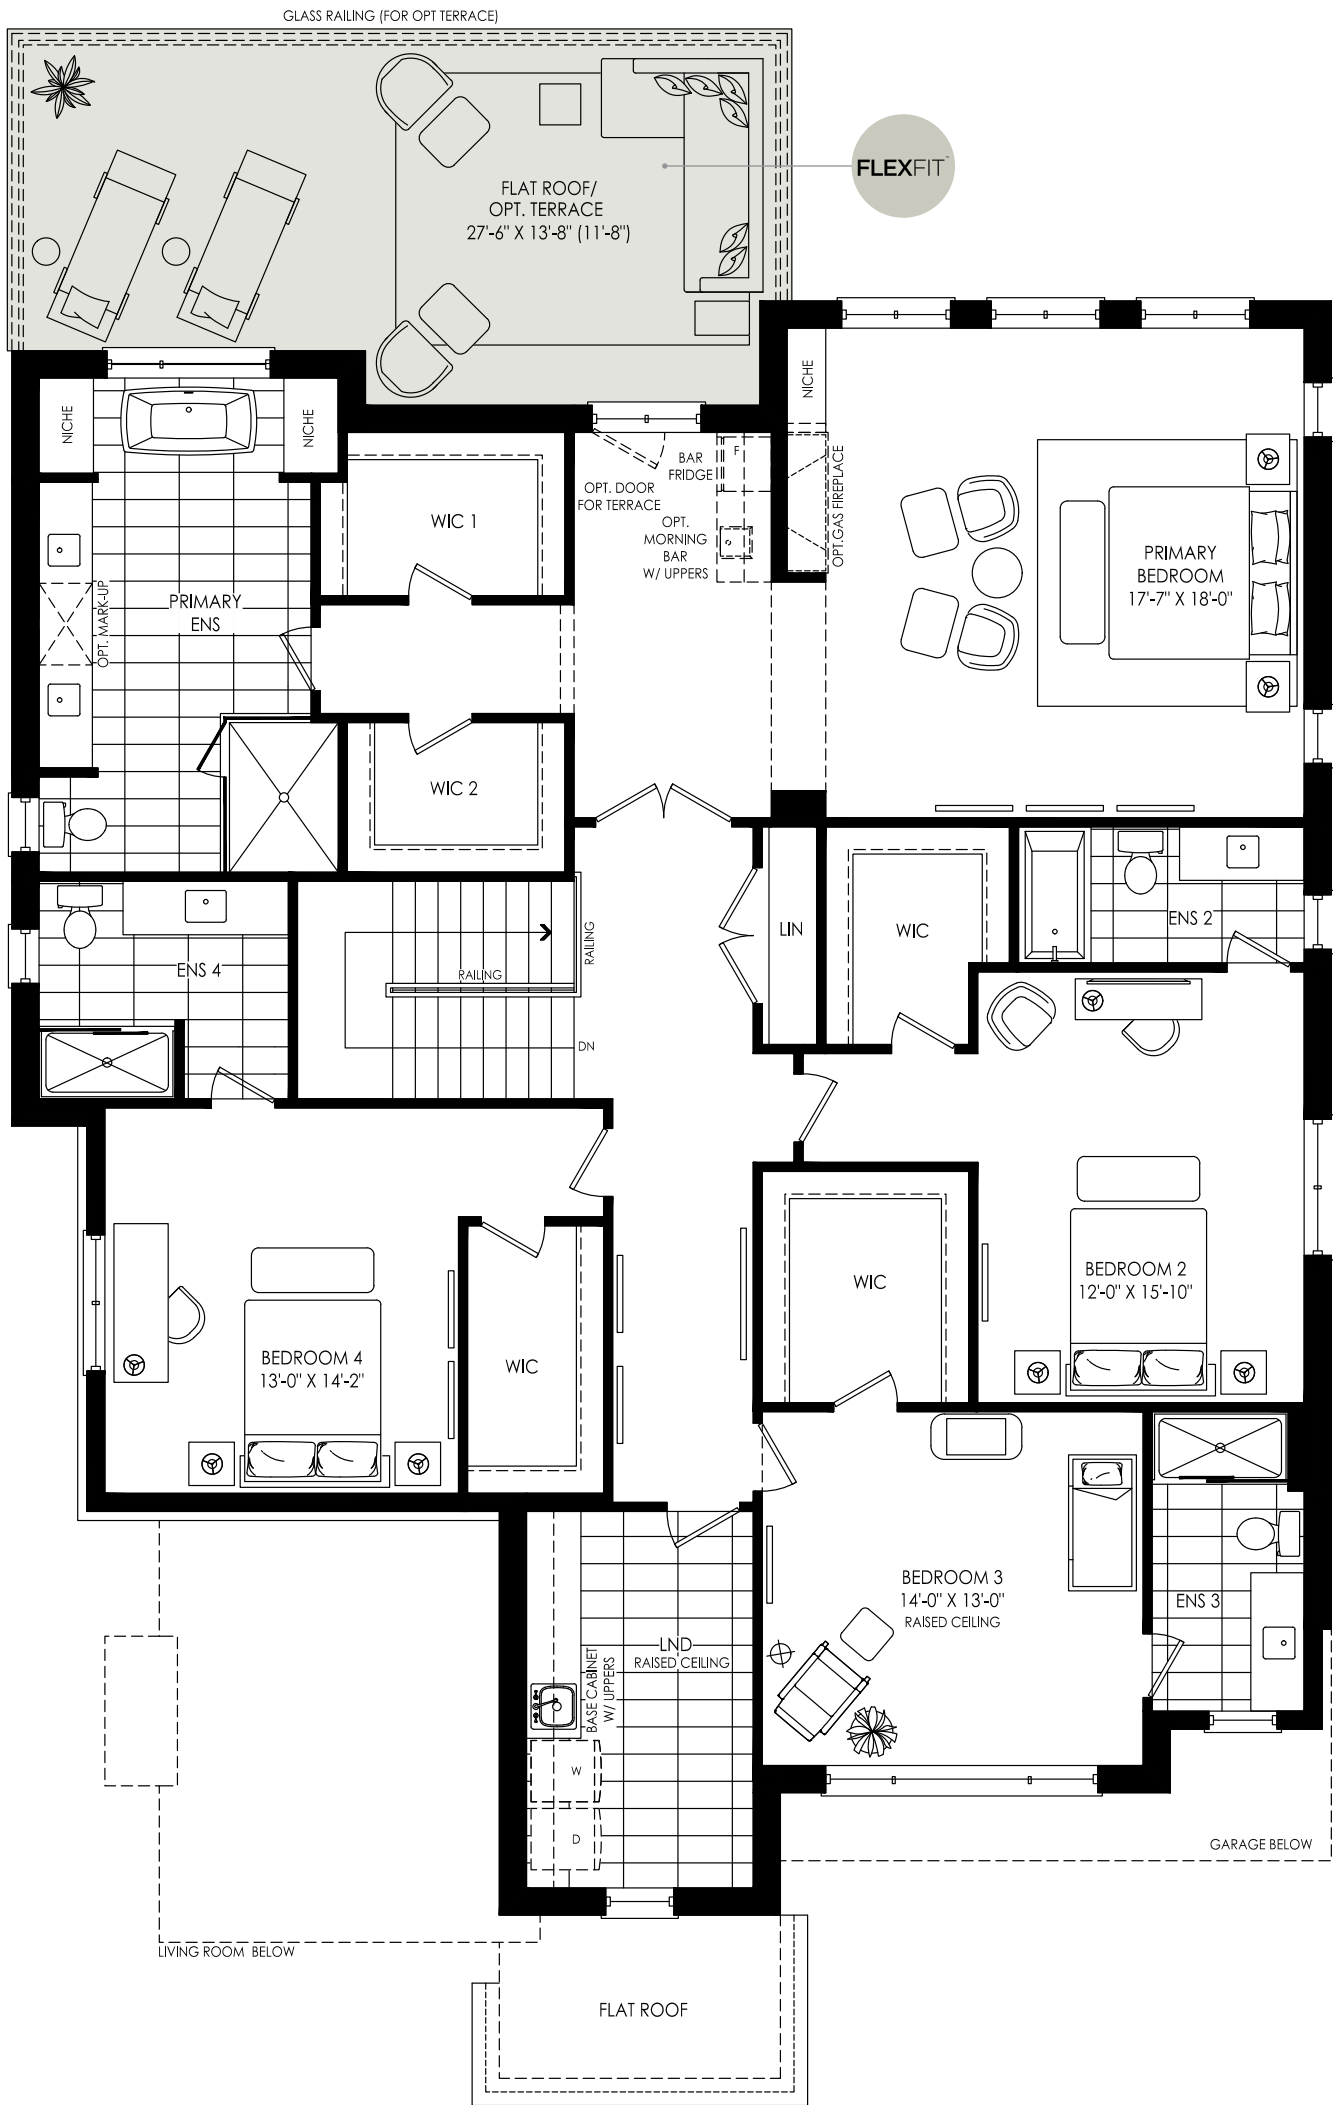 GLASS RAILING (FOR OPT TERRACE)
FLEXFIT
FLAT ROOF/
OPT. TERRACE
27'-6" X 13'-8" (11'-8")
NICHE
NICHE
NICHE
BAR
FRIDGE
F
OPT. DOOR
FOR TERRACE
OPT.
MORNING
BAR
W/ UPPERS
OPT.GAS FIREPLACE
WIC 1
PRIMARY
BEDROOM
17'-7" X 18'-0"
PRIMARY
ENS
OPT. MARK-UP
WIC 2
LIN
WIC
ENS 2
ENS 4
RAILING
RAILING
DN
WIC
BEDROOM 2
12'-0" X 15'-10"
BEDROOM 4
13'-0" X 14'-2"
WIC
BEDROOM 3
14'-0" X 13'-0"
RAISED CEILING
ENS 3
LND
RAISED CEILING
BASE CABINET
W/ UPPERS
W
D
GARAGE BELOW
LIVING ROOM BELOW
FLAT ROOF